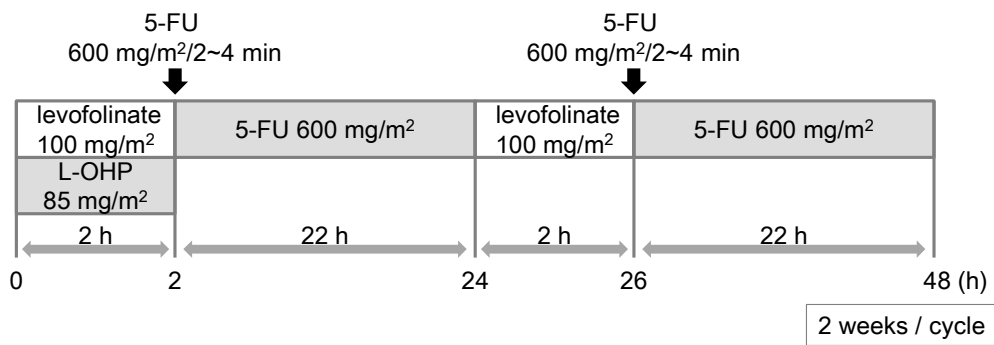 5-FU
600 mg/m²/2~4 min
5-FU
600 mg/m²/2~4 min
levofolinate
100 mg/m²
5-FU 600 mg/m²
levofolinate
100 mg/m²
5-FU 600 mg/m²
L-OHP
85 mg/m²
2 h
22 h
2 h
22 h
0
2
24
26
48 (h)
2 weeks / cycle